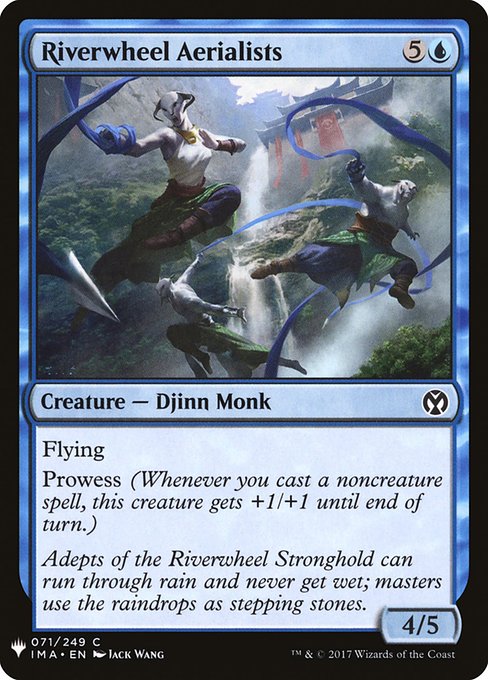 Riverwheel Aerialists 5
Creature — Djinn Monk
Flying
Prowess (Whenever you cast a noncreature
spell, this creature gets +1/+1 until end of
turn.)
Adepts of the Riverwheel Stronghold can
run through rain and never get wet; masters
use the raindrops as stepping stones.
4/5
071/249 C
IMA • EN Jack Wang
™ & © 2017 Wizards of the Coast